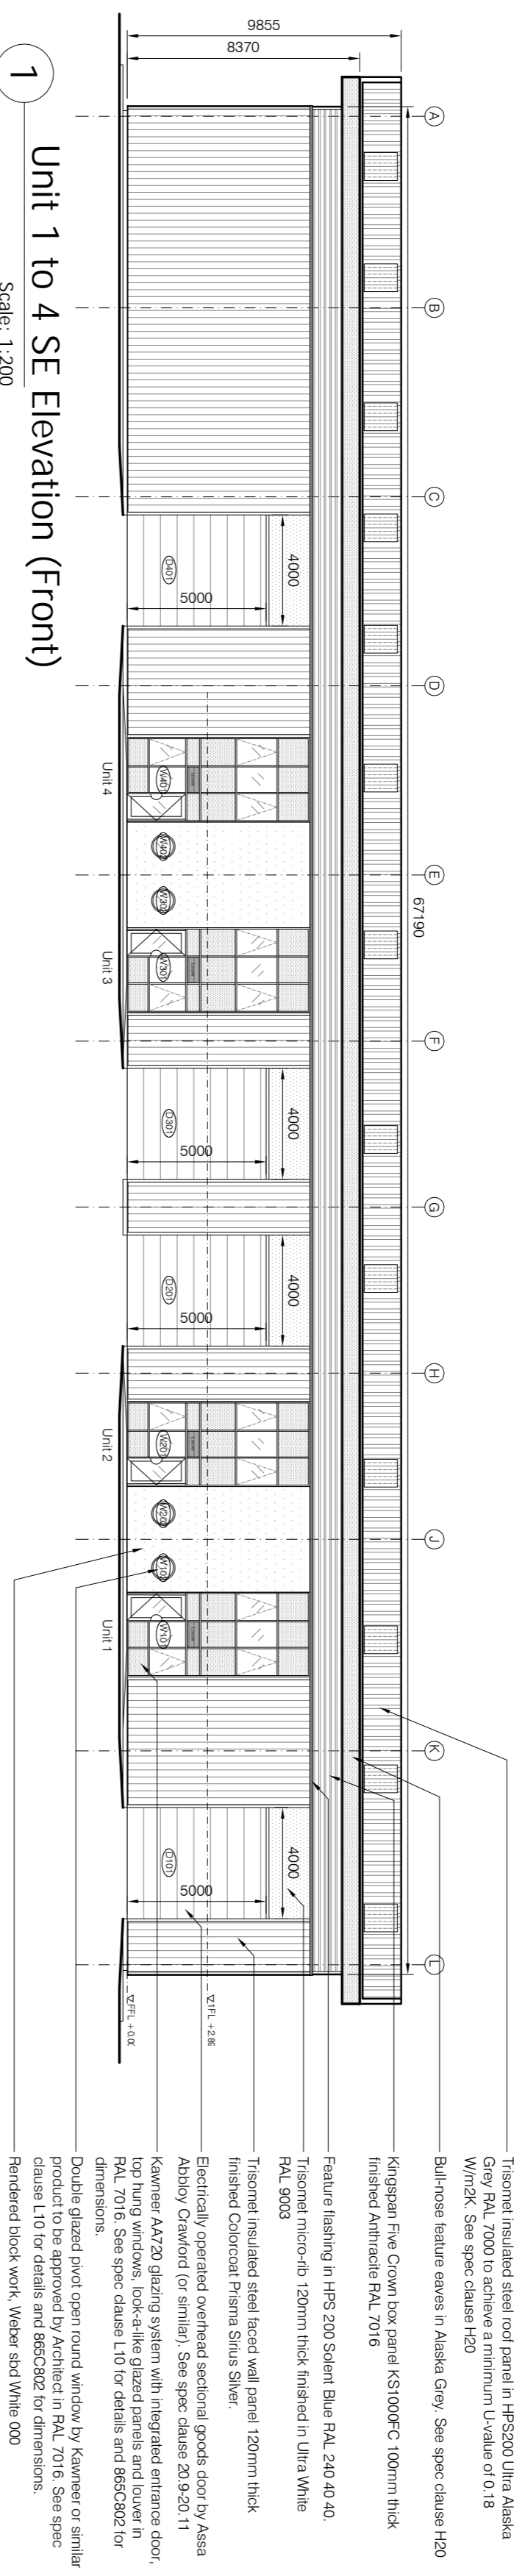 9855
8370
A
B
C
D
E
F
G
H
J
K
L
67190
4000
5000
D401
4000
5000
D301
4000
5000
D201
4000
5000
D101
W401
W402
W302
W301
W201
W202
W102
W101
Unit 4
Unit 3
Unit 2
Unit 1
1FL + 2.89
FFL + 0.00
Trisomet insulated steel roof panel in HPS200 Ultra Alaska
Grey RAL 7000 to achieve a minimum U-value of 0.18
W/m2K. See spec clause H20
Bull-nose feature eaves in Alaska Grey. See spec clause H20
Kingspan Five Crown box panel KS1000FC 100mm thick
finished Anthracite RAL 7016
Feature flashing in HPS 200 Solent Blue RAL 240 40 40.
Trisomet micro-rib 120mm thick finished in Ultra White
RAL 9003
Trisomet insulated steel faced wall panel 120mm thick
finished Colorcoat Prisma Sirius Silver.
Electrically operated overhead sectional goods door by Assa
Abbloy Crawford (or similar). See spec clause 20.9-20.11
Kawneer AA720 glazing system with integrated entrance door,
top hung windows, look-a-like glazed panels and louver in
RAL 7016. See spec clause L10 for details and 865C802 for
dimensions.
Double glazed pivot open round window by Kawneer or similar
product to be approved by Architect in RAL 7016. See spec
clause L10 for details and 865C802 for dimensions.
Rendered block work, Weber sbd White 000
1
Unit 1 to 4 SE Elevation (Front)
Scale: 1:200